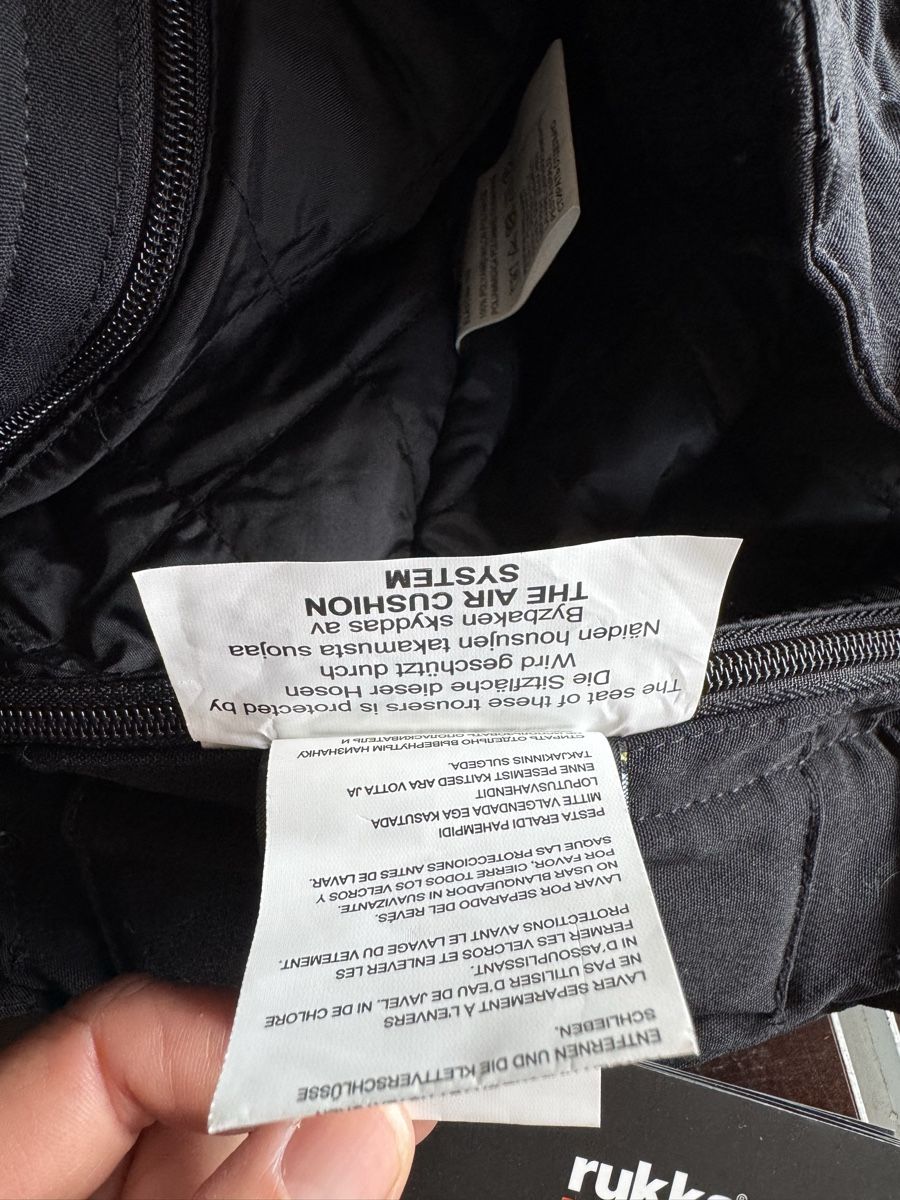 ENTFERNEN UND DIE KLETTVERSCHLÜSSE
SCHLIEBEN.
LAVER SEPAREMENT À L'ENVERS
NE PAS UTILISER D'EAU DE JAVEL. NI DE CHLORE
NI D'ASSOUPLISSANT.
FERMER LES VELCROS ET ENLEVER LES
PROTECTIONS AVANT LE LAVAGE DU VETEMENT.
LAVAR POR SEPARADO DEL REVÉS.
NO USAR BLANQUEADOR NI SUAVIZANTE.
POR FAVOR, CIERRE TODOS LOS VELCROS Y
SAQUE LAS PROTECCIONES ANTES DE LAVAR.
PESTA ERALDI PAHEMPIDI
MITTE VALGENDADA EGA KASUTADA
LOPUTUSVAHENDIT
ENNE PESEMIST KAITSED ARA VOTTA JA
TAKJAKINNIS SULGEDA.
СТИРАТЬ ОТДЕЛЬНО ВЫВЕРНУТЫМ НАИЗНАНКУ
The seat of these trousers is protected by
Die Sitzfläche dieser Hosen
Wird geschützt durch
Näiden housujen takamusta suojaa
Byzbaken skyddas av
THE AIR CUSHION
SYSTEM
rukka®